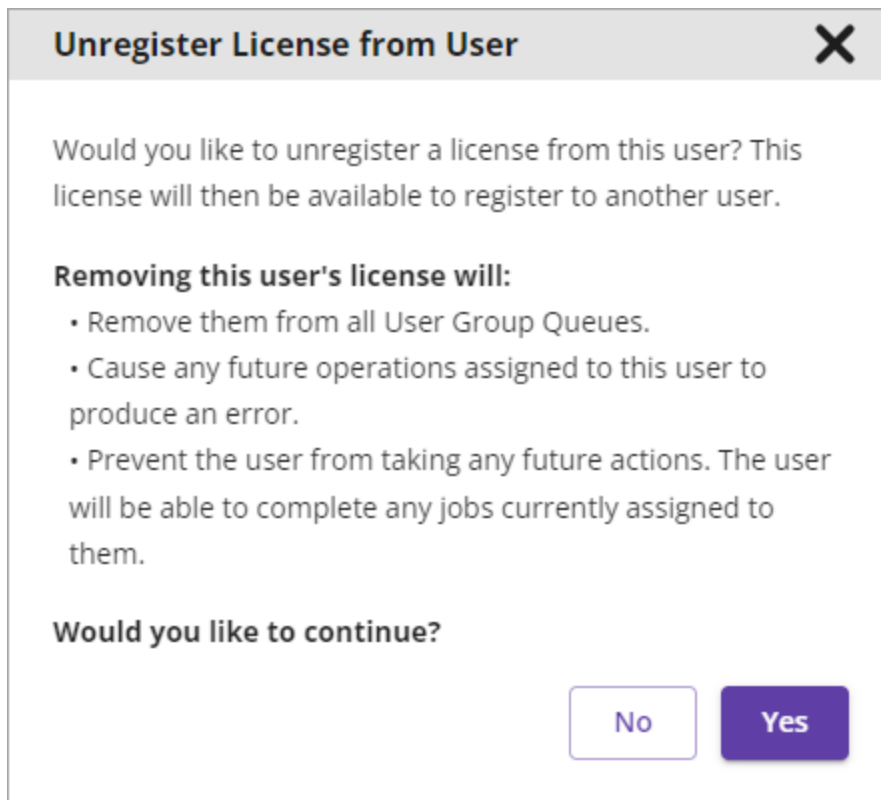 Unregister License from User
Would you like to unregister a license from this user? This
license will then be available to register to another user.
Removing this user's license will:
• Remove them from all User Group Queues.
• Cause any future operations assigned to this user to
produce an error.
• Prevent the user from taking any future actions. The user
will be able to complete any jobs currently assigned to
them.
Would you like to continue?
No
Yes